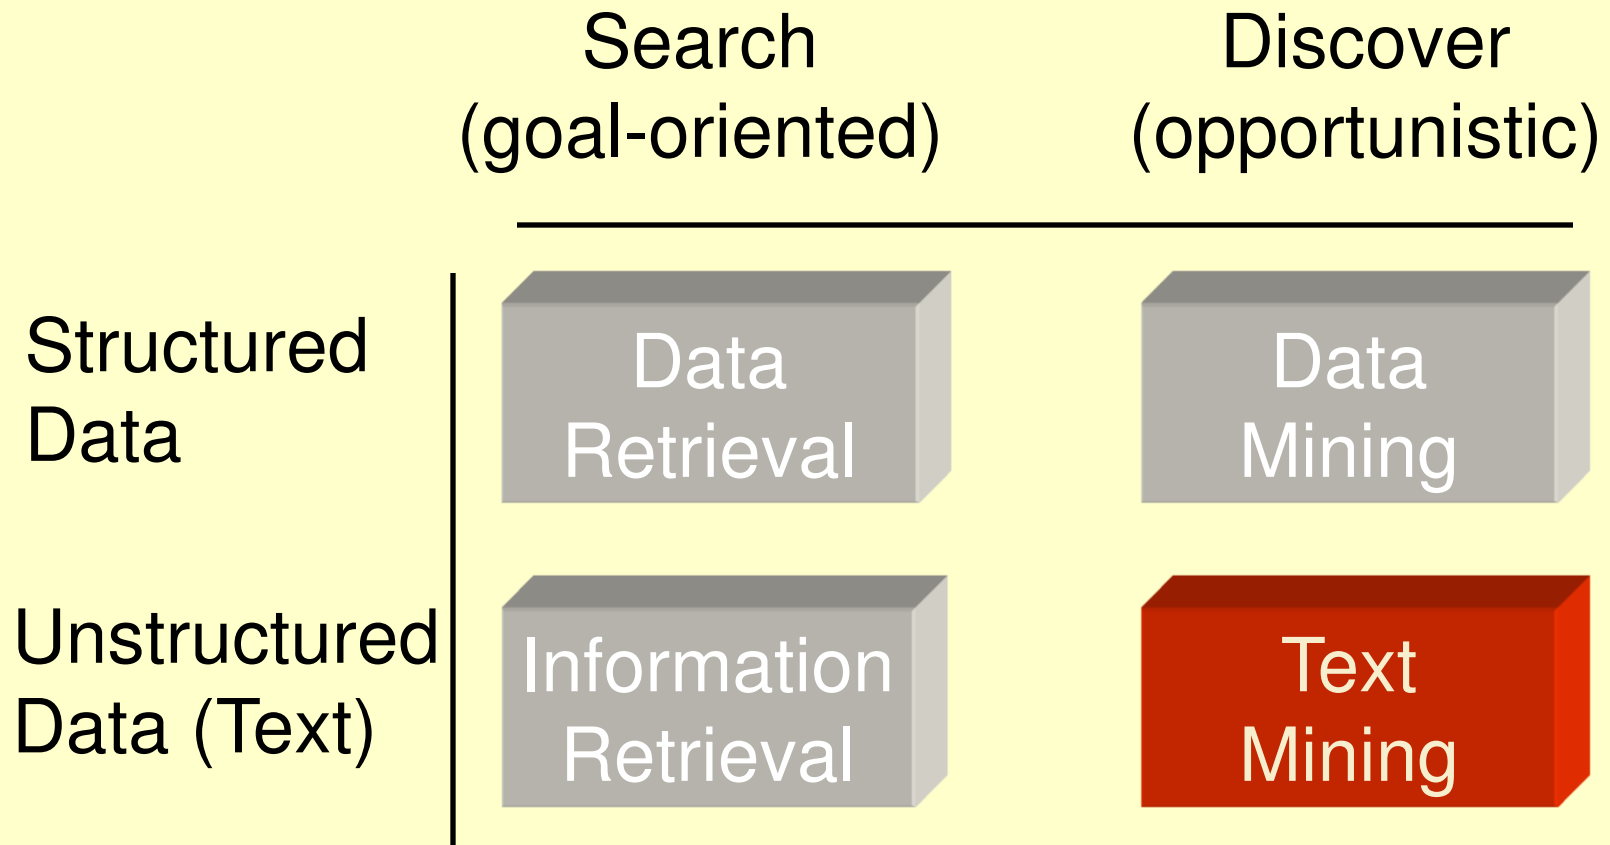 Search
(goal-oriented)
Discover
(opportunistic)
Structured
Data
Data
Retrieval
Data
Mining
Unstructured
Data (Text)
Information
Retrieval
Text
Mining